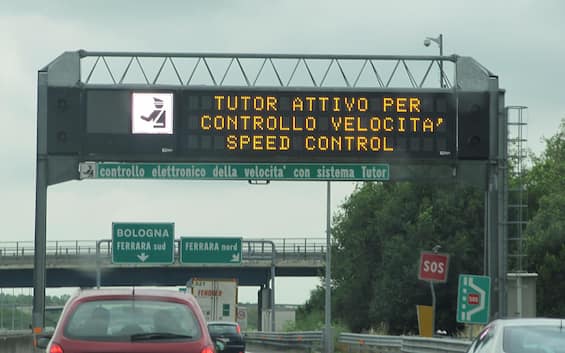 TUTOR ATTIVO PER
CONTROLLO VELOCITA'
SPEED CONTROL
controllo elettronico della velocita' con sistema Tutor
BOLOGNA
FERRARA sud
FERRARA nord
SOS
SOS